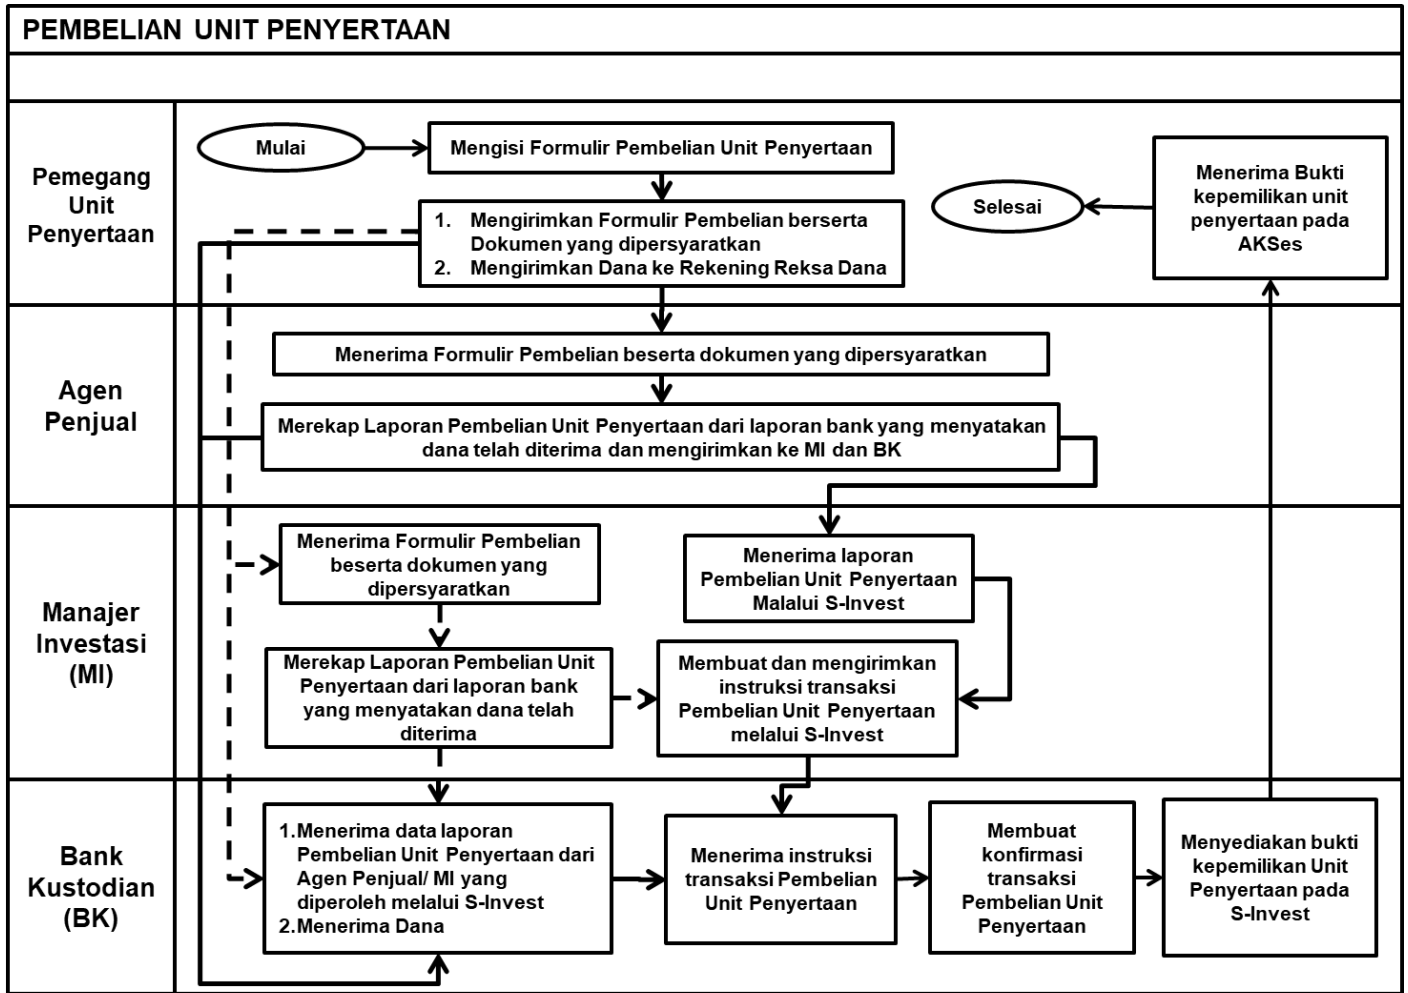 PEMBELIAN UNIT PENYERTAAN
Pemegang
Unit
Penyertaan
Mulai
Mengisi Formulir Pembelian Unit Penyertaan
1. Mengirimkan Formulir Pembelian berserta
Dokumen yang dipersyaratkan
2. Mengirimkan Dana ke Rekening Reksa Dana
Selesai
Menerima Bukti
kepemilikan unit
penyertaan pada
AKSes
Agen
Penjual
Menerima Formulir Pembelian beserta dokumen yang dipersyaratkan
Merekap Laporan Pembelian Unit Penyertaan dari laporan bank yang menyatakan
dana telah diterima dan mengirimkan ke MI dan BK
Manajer
Investasi
(MI)
Menerima Formulir Pembelian
beserta dokumen yang
dipersyaratkan
Menerima laporan
Pembelian Unit Penyertaan
Malalui S-Invest
Merekap Laporan Pembelian Unit
Penyertaan dari laporan bank
yang menyatakan dana telah
diterima
Membuat dan mengirimkan
instruksi transaksi
Pembelian Unit Penyertaan
melalui S-Invest
Bank
Kustodian
(BK)
1.Menerima data laporan
Pembelian Unit Penyertaan dari
Agen Penjual/ MI yang
diperoleh melalui S-Invest
2.Menerima Dana
Menerima instruksi
transaksi Pembelian
Unit Penyertaan
Membuat
konfirmasi
transaksi
Pembelian Unit
Penyertaan
Menyediakan bukti
kepemilikan Unit
Penyertaan pada
S-Invest